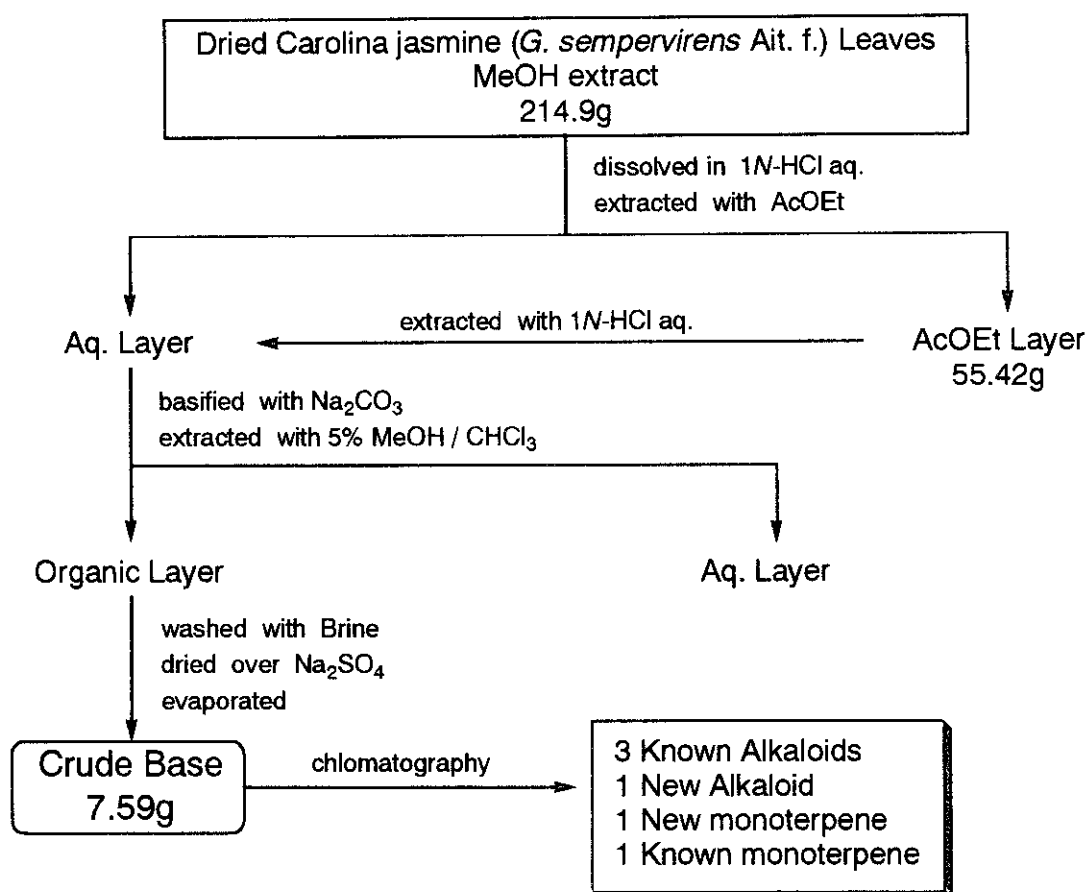 Dried Carolina jasmine (G. sempervirens Ait. f.) Leaves
MeOH extract
214.9g
dissolved in 1N-HCl aq.
extracted with AcOEt
Aq. Layer
extracted with 1N-HCl aq.
AcOEt Layer
55.42g
basified with Na₂CO₃
extracted with 5% MeOH / CHCl₃
Organic Layer
Aq. Layer
washed with Brine
dried over Na₂SO₄
evaporated
Crude Base
7.59g
chlomatography
3 Known Alkaloids
1 New Alkaloid
1 New monoterpene
1 Known monoterpene